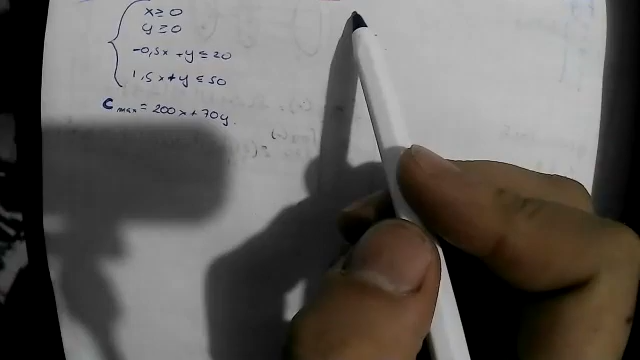 x ≥ 0
y ≥ 0
-0,5x + y ≤ 20
1,5x + y ≤ 50
C max = 200x + 70y